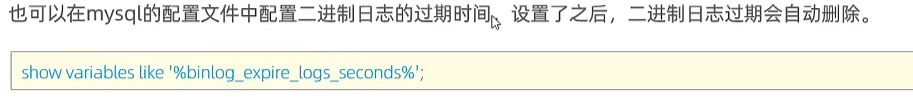 也可以在mysql的配置文件中配置二进制日志的过期时间，设置了之后，二进制日志过期会自动删除。
show variables like '%binlog_expire_logs_seconds%';